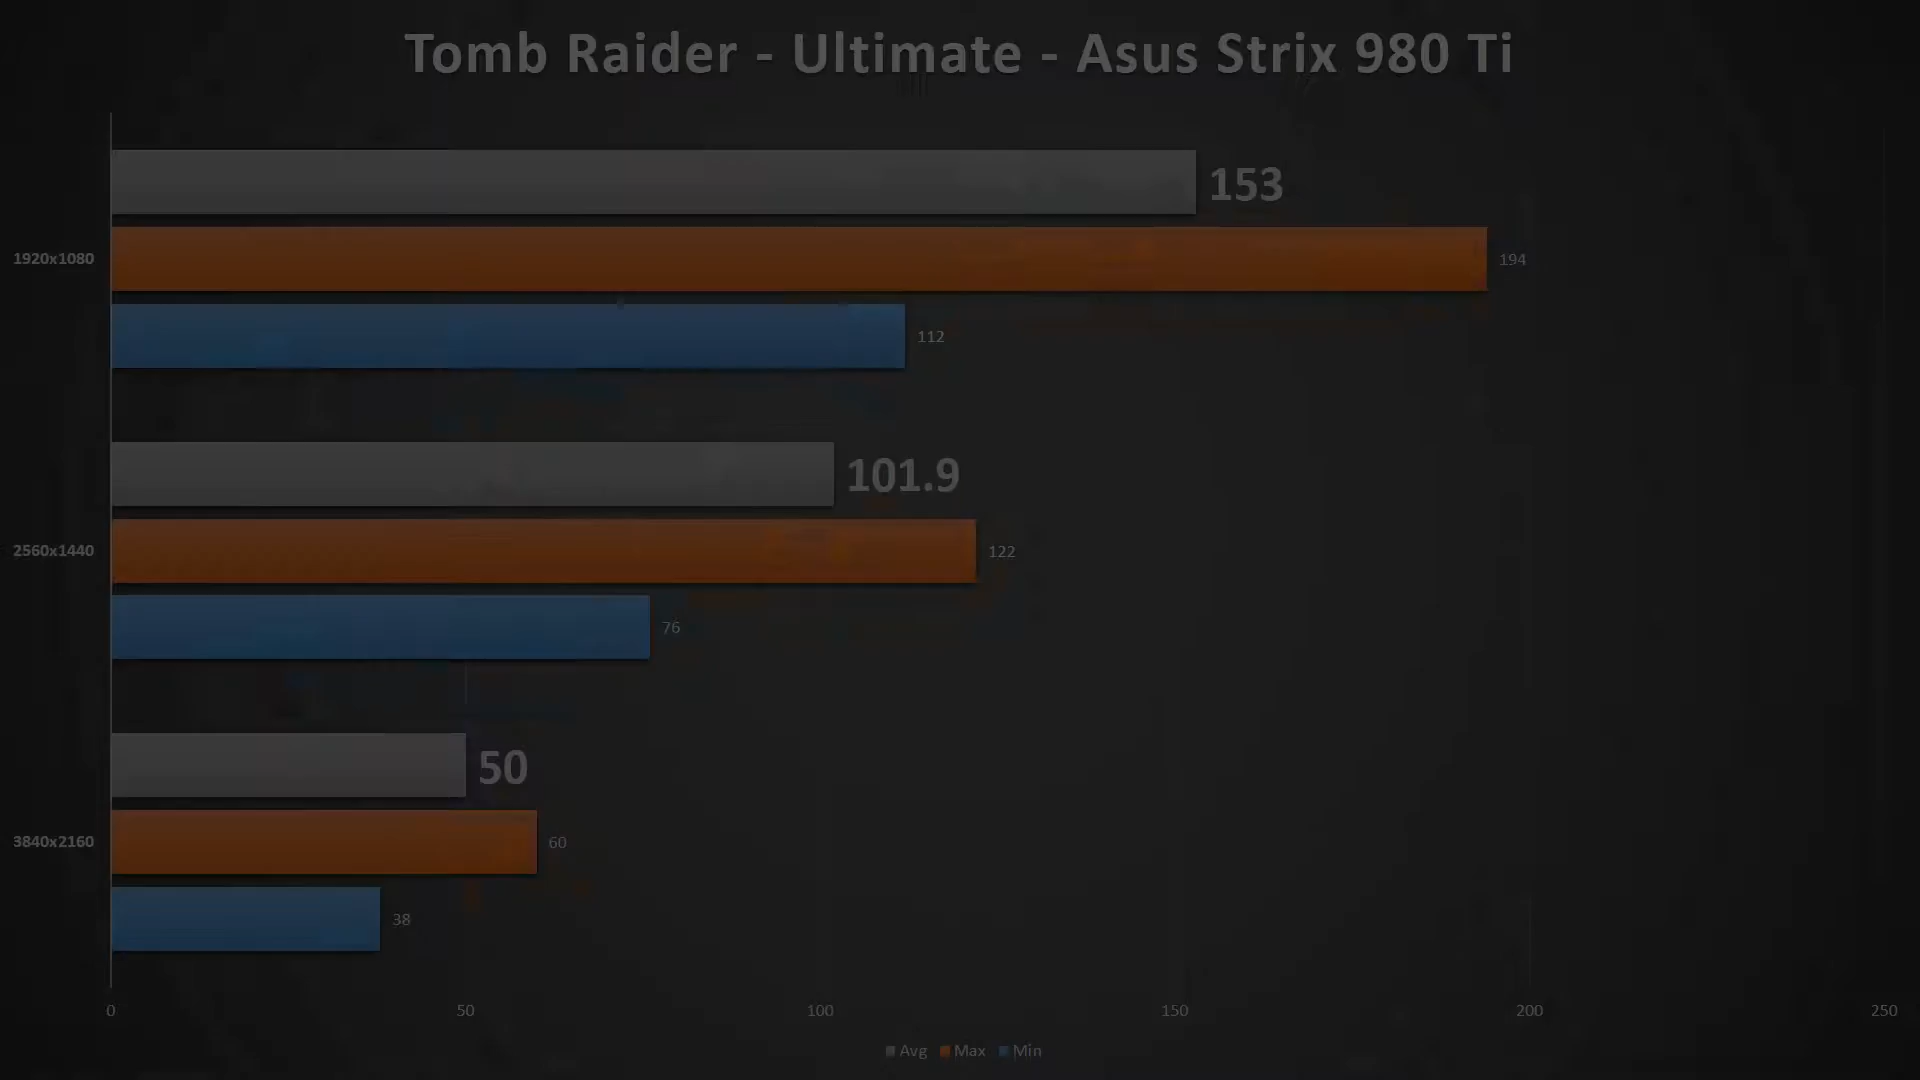 Tomb Raider - Ultimate - Asus Strix 980 Ti
153
1920x1080
194
112
101.9
2560x1440
122
76
50
3840x2160
60
38
0 50 100 150 200 250
Avg Max Min